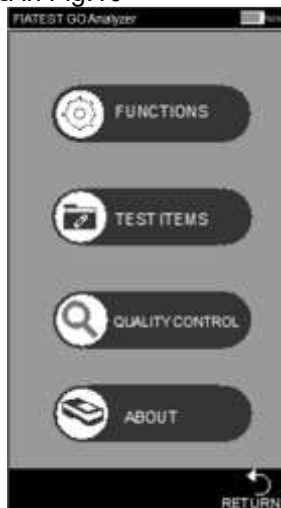 FIATEST GO Analyzer
FUNCTIONS
TEST ITEMS
QUALITY CONTROL
ABOUT
RETURN